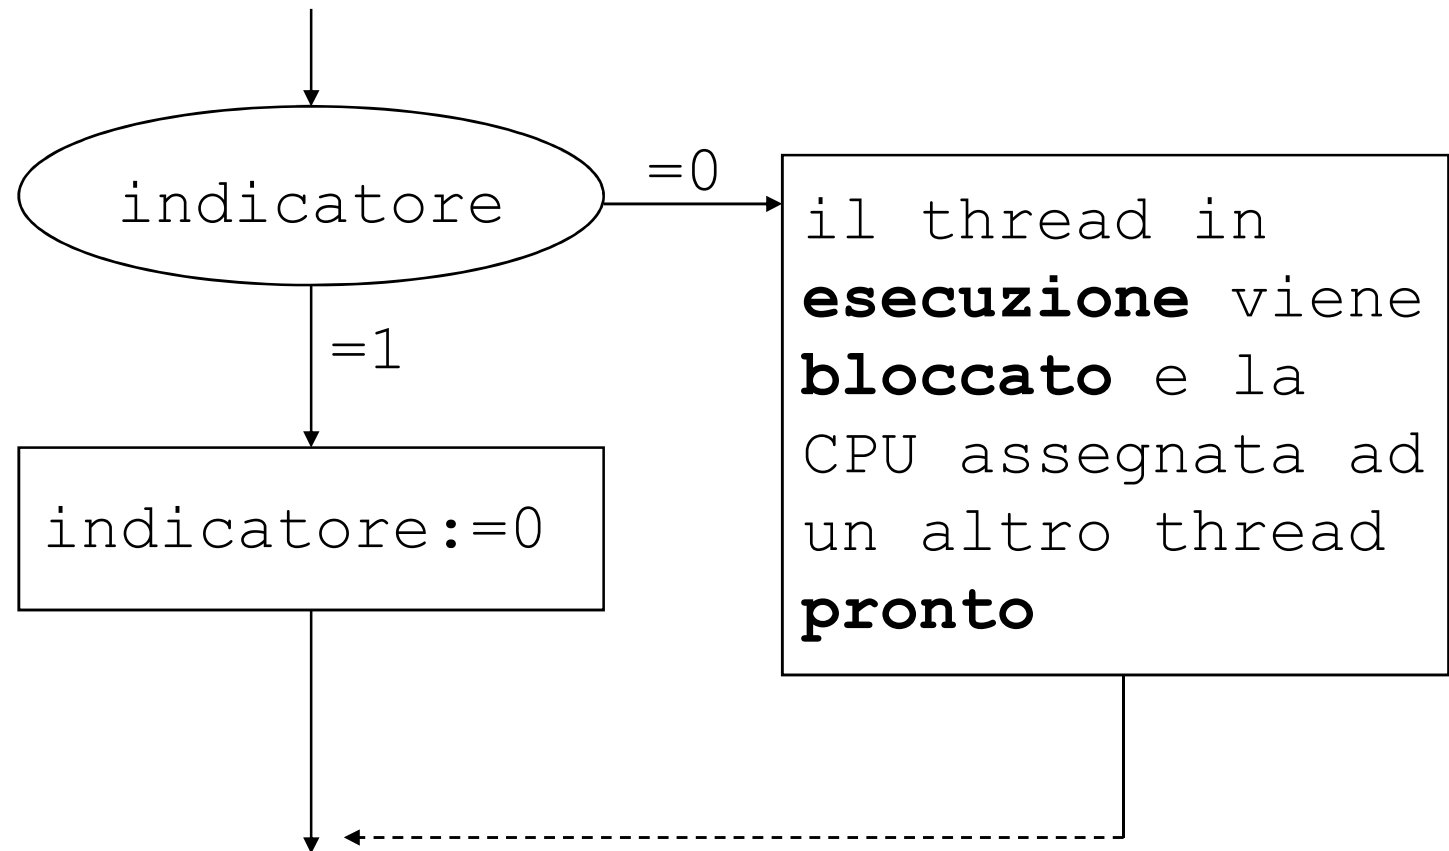 indicatore
=0
il thread in
esecuzione viene
bloccato e la
CPU assegnata ad
un altro thread
pronto
=1
indicatore:=0